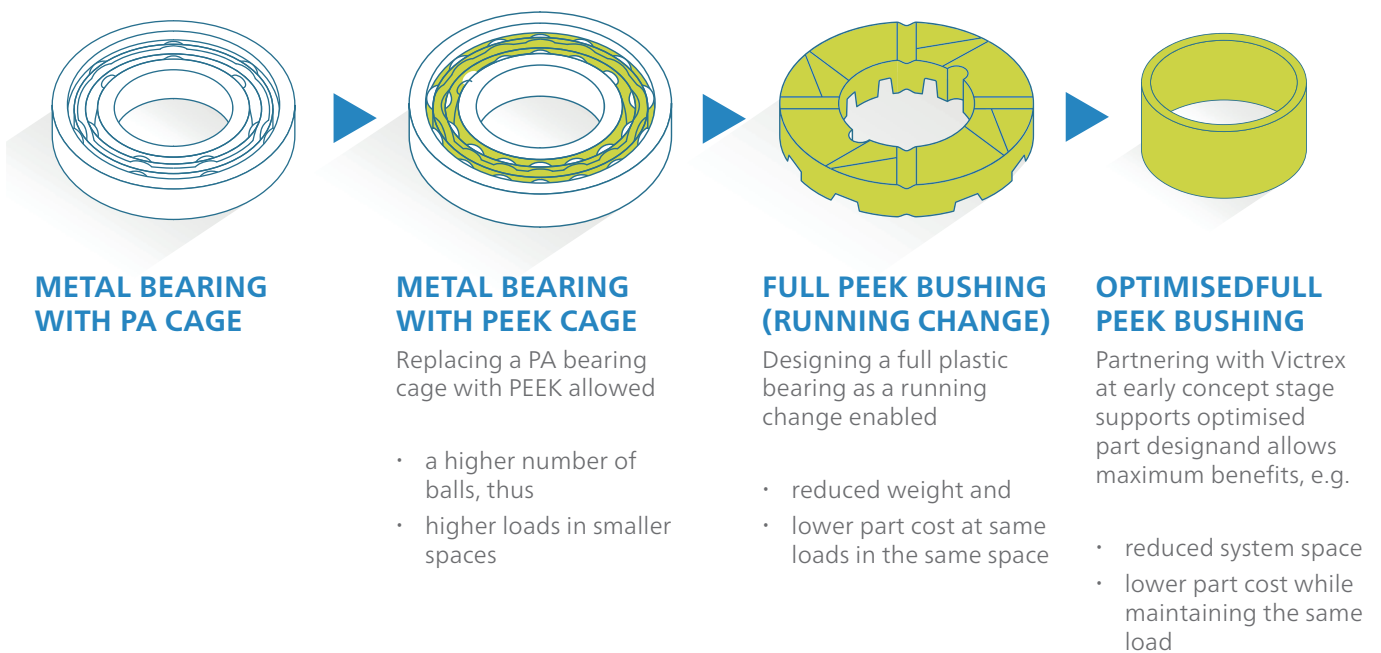 METAL BEARING
WITH PA CAGE
METAL BEARING
WITH PEEK CAGE
Replacing a PA bearing
cage with PEEK allowed
· a higher number of
balls, thus
· higher loads in smaller
spaces
FULL PEEK BUSHING
(RUNNING CHANGE)
Designing a full plastic
bearing as a running
change enabled
· reduced weight and
· lower part cost at same
loads in the same space
OPTIMISEDFULL
PEEK BUSHING
Partnering with Victrex
at early concept stage
supports optimised
part designand allows
maximum benefits, e.g.
· reduced system space
· lower part cost while
maintaining the same
load